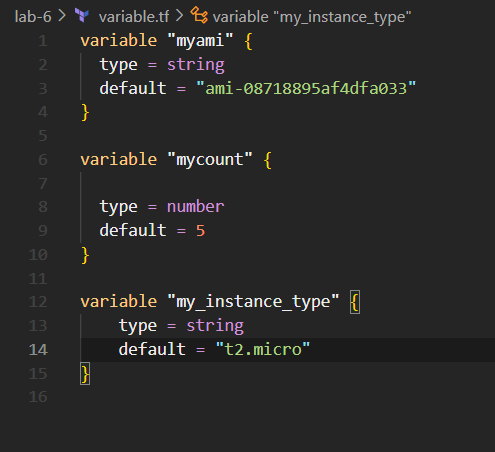 lab-6 > variable.tf > variable "my_instance_type"
1 variable "myami" {
2   type = string
3   default = "ami-08718895af4dfa033"
4 }
5
6 variable "mycount" {
7
8   type = number
9   default = 5
10 }
11
12 variable "my_instance_type" {
13     type = string
14     default = "t2.micro"
15 }
16